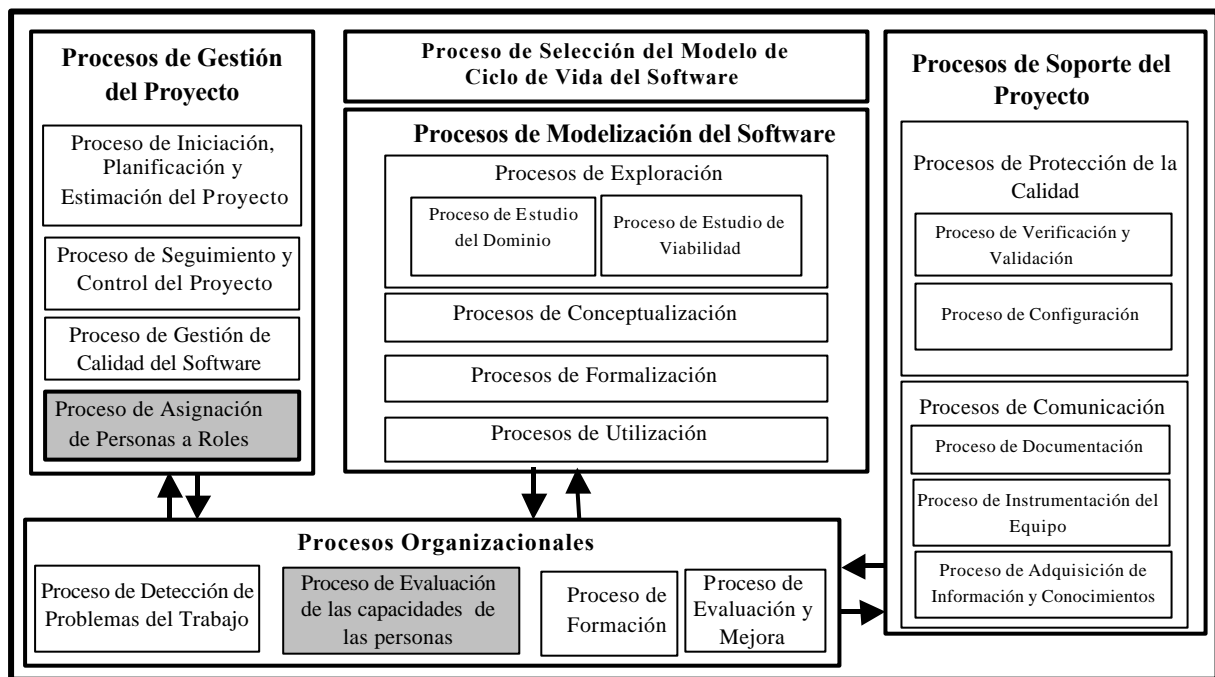 Procesos de Gestión
del Proyecto
Proceso de Iniciación,
Planificación y
Estimación del Proyecto
Proceso de Seguimiento y
Control del Proyecto
Proceso de Gestión de
Calidad del Software
Proceso de Asignación
de Personas a Roles
Proceso de Selección del Modelo de
Ciclo de Vida del Software
Procesos de Modelización del Software
Procesos de Exploración
Proceso de Estudio
del Dominio
Proceso de Estudio de
Viabilidad
Procesos de Conceptualización
Procesos de Formalización
Procesos de Utilización
Procesos de Soporte del
Proyecto
Procesos de Protección de la
Calidad
Proceso de Verificación y
Validación
Proceso de Configuración
Procesos de Comunicación
Proceso de Documentación
Proceso de Instrumentación del
Equipo
Proceso de Adquisición de
Información y Conocimientos
Procesos Organizacionales
Proceso de Detección de
Problemas del Trabajo
Proceso de Evaluación
de las capacidades de
las personas
Proceso de
Formación
Proceso de
Evaluación y
Mejora